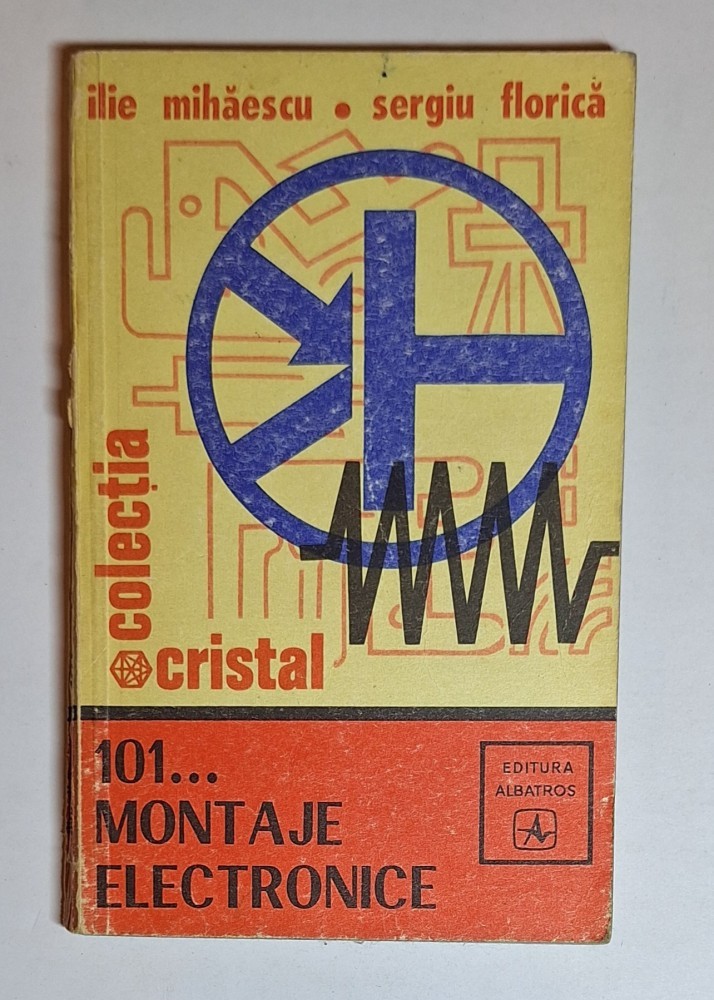 ilie mihăescu • sergiu florică
colecția
cristal
101...
MONTAJE
ELECTRONICE
EDITURA
ALBATROS